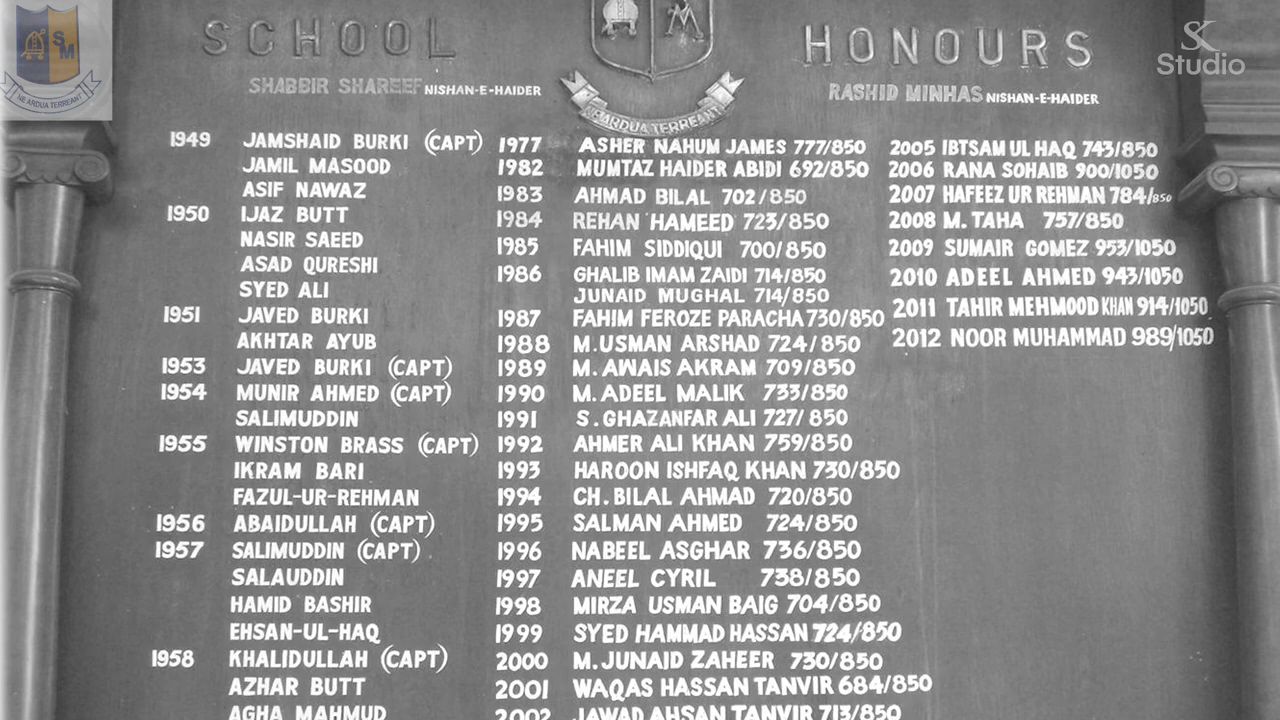 SM
NE ARDUA TERREANT
SCHOOL
HONOURS
SK
Studio
SHABBIR SHAREEF NISHAN-E-HAIDER
M
NE ARDUA TERREANT
RASHID MINHAS NISHAN-E-HAIDER
1949 JAMSHAID BURKI (CAPT)
JAMIL MASOOD
ASIF NAWAZ
1950 IJAZ BUTT
NASIR SAEED
ASAD QURESHI
SYED ALI
1951 JAVED BURKI
AKHTAR AYUB
1953 JAVED BURKI (CAPT)
1954 MUNIR AHMED (CAPT)
SALIMUDDIN
1955 WINSTON BRASS (CAPT)
IKRAM BARI
FAZUL-UR-REHMAN
1956 ABAIDULLAH (CAPT)
1957 SALIMUDDIN (CAPT)
SALAUDDIN
HAMID BASHIR
EHSAN-UL-HAQ
1958 KHALIDULLAH (CAPT)
AZHAR BUTT
AGHA MAHMUD
1977 ASHER NAHUM JAMES 777/850
1982 MUMTAZ HAIDER ABIDI 692/850
1983 AHMAD BILAL 702/850
1984 REHAN HAMEED 723/850
1985 FAHIM SIDDIQUI 700/850
1986 GHALIB IMAM ZAIDI 714/850
JUNAID MUGHAL 714/850
1987 FAHIM FEROZE PARACHA 730/850
1988 M.USMAN ARSHAD 724/850
1989 M. AWAIS AKRAM 709/850
1990 M. ADEEL MALIK 733/850
1991 S. GHAZANFAR ALI 727/850
1992 AHMER ALI KHAN 759/850
1993 HAROON ISHFAQ KHAN 730/850
1994 CH. BILAL AHMAD 720/850
1995 SALMAN AHMED 724/850
1996 NABEEL ASGHAR 736/850
1997 ANEEL CYRIL 738/850
1998 MIRZA USMAN BAIG 704/850
1999 SYED HAMMAD HASSAN 724/850
2000 M. JUNAID ZAHEER 730/850
2001 WAQAS HASSAN TANVIR 684/850
2002 JAWAD AHSAN TANVIR 713/850
2005 IBTSAM UL HAQ 743/850
2006 RANA SOHAIB 900/1050
2007 HAFEEZ UR REHMAN 784/850
2008 M. TAHA 757/850
2009 SUMAIR GOMEZ 953/1050
2010 ADEEL AHMED 943/1050
2011 TAHIR MEHMOOD KHAN 914/1050
2012 NOOR MUHAMMAD 989/1050